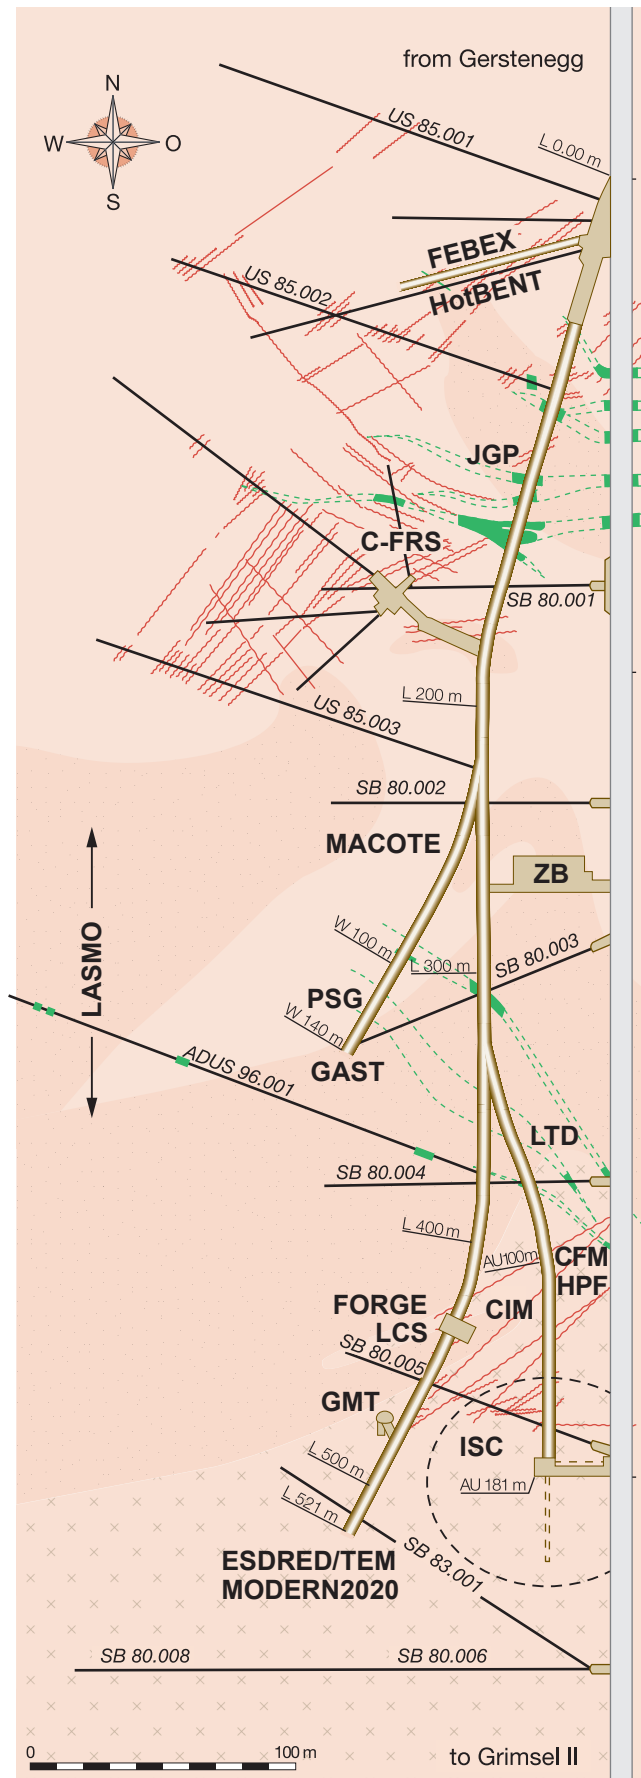 from Gerstenegg
N
W
O
S
US 85.001
L 0.00 m
FEBEX
HotBENT
US 85.002
JGP
C-FRS
SB 80.001
L 200 m
US 85.003
SB 80.002
MACOTE
ZB
W 100 m
L 300 m
SB 80.003
LASMO
PSG
W 140 m
GAST
ADUS 96.001
LTD
SB 80.004
L 400 m
AU100m
CFM
HPF
FORGE
LCS
CIM
SB 80.005
GMT
ISC
L 500 m
AU 181 m
L 521 m
ESDRED/TEM
MODERN2020
SB 83.001
SB 80.008
SB 80.006
0
100 m
to Grimsel II